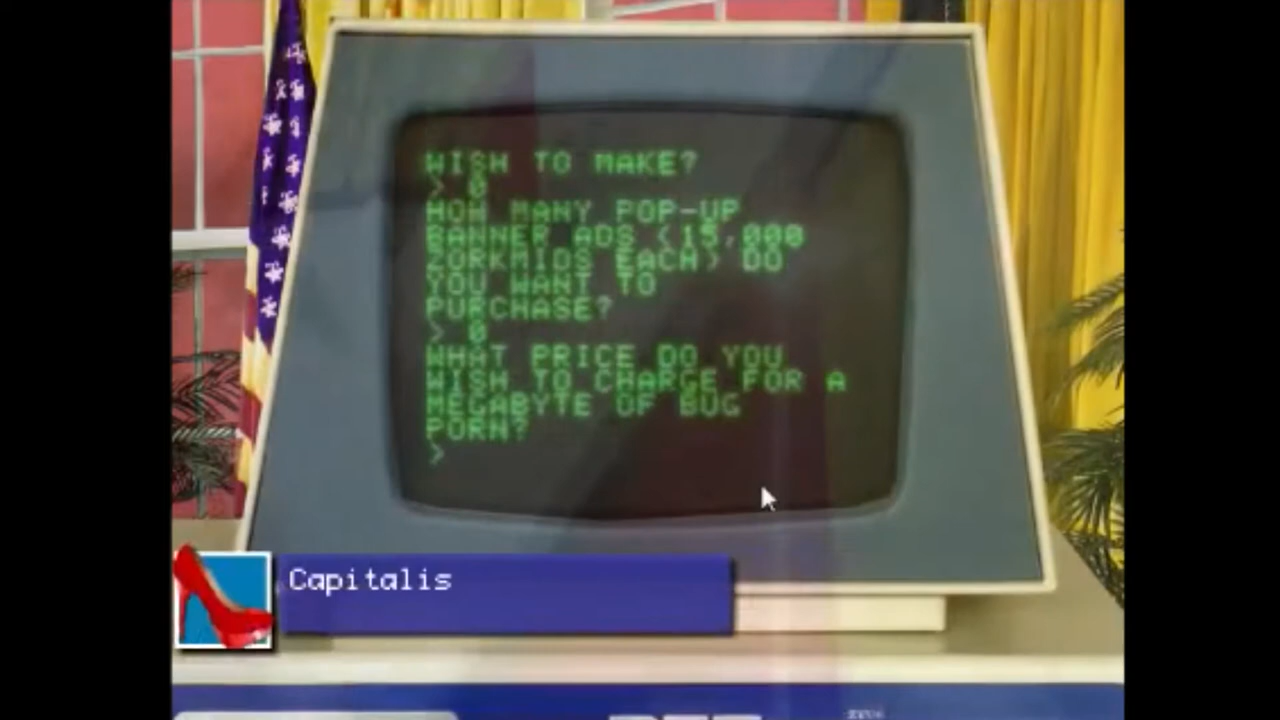 WISH TO MAKE?
> 0
HOW MANY POP-UP
BANNER ADS (15,000
ZORKMIDS EACH) DO
YOU WANT TO
PURCHASE?
> 0
WHAT PRICE DO YOU
WISH TO CHARGE FOR A
MEGABYTE OF BUG
PORN?
>
Capitalis